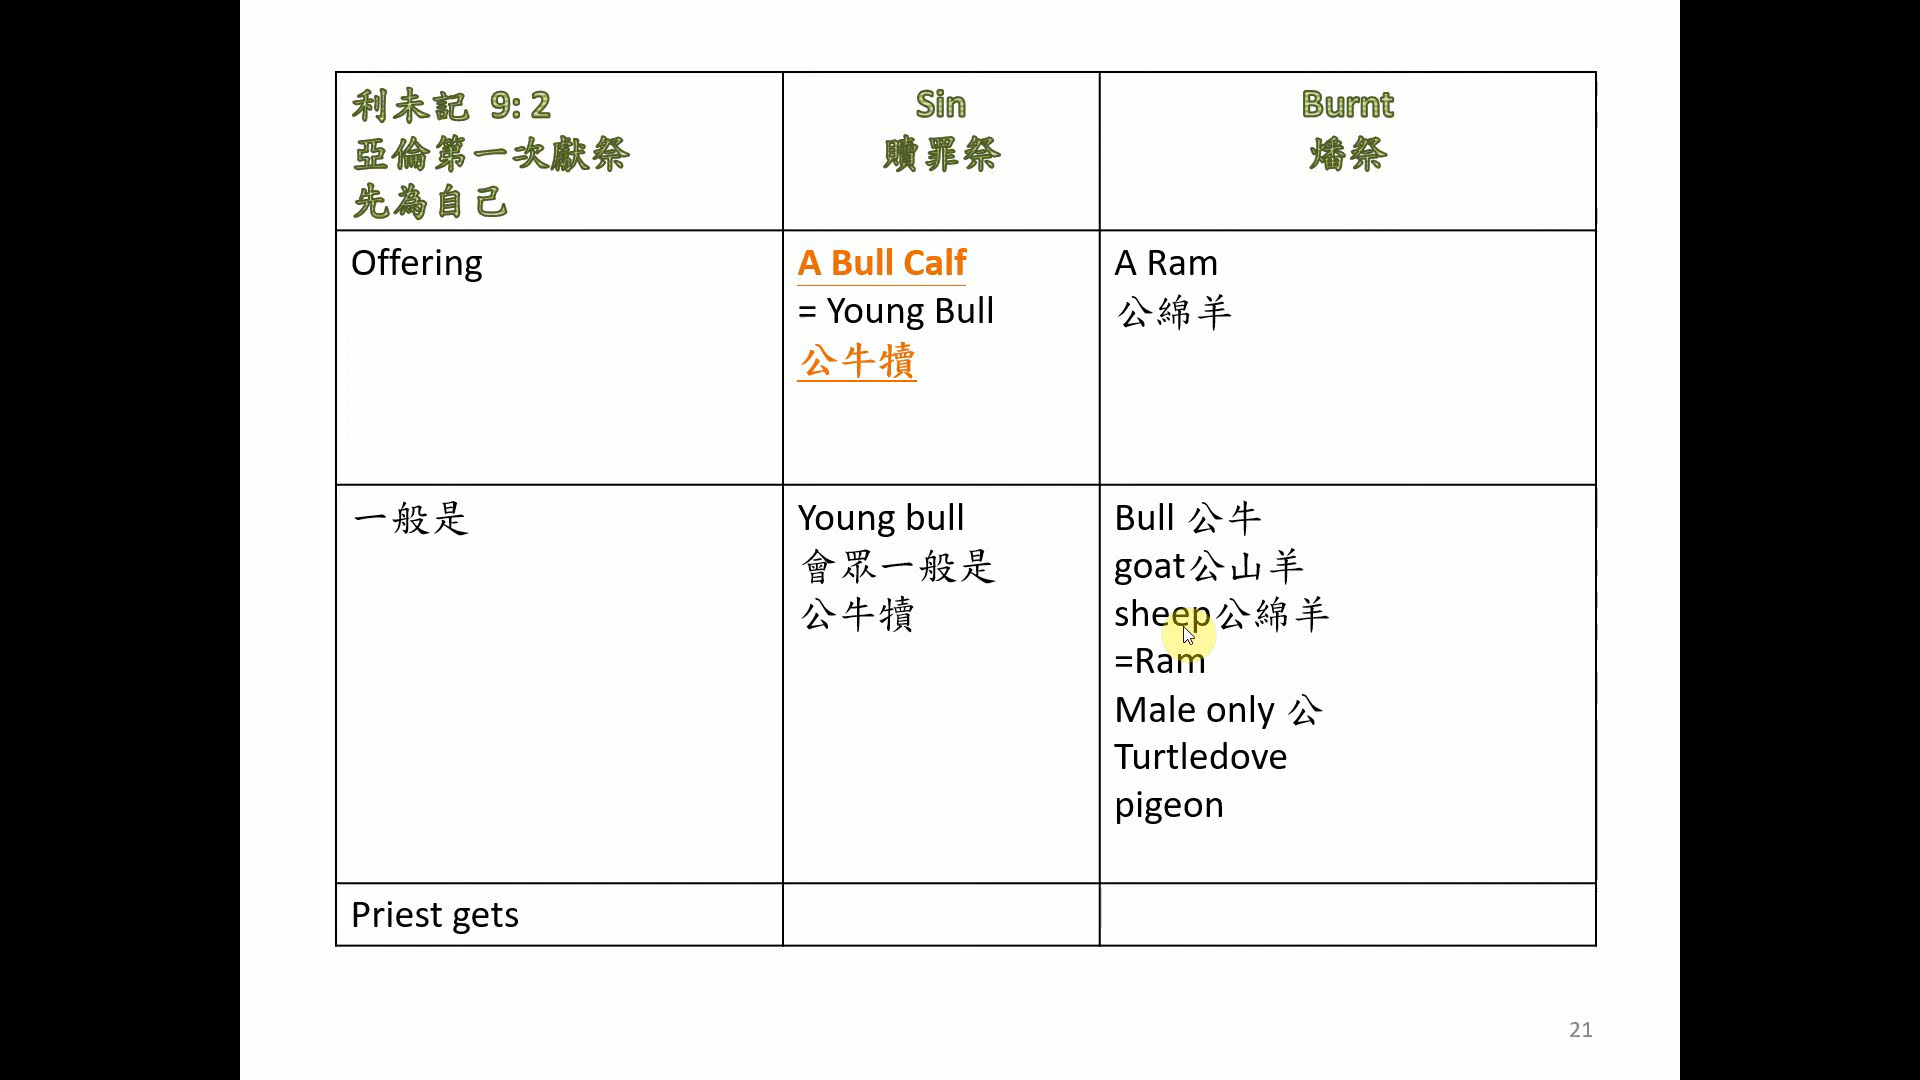 利未記 9: 2
亞倫第一次獻祭
先為自己
Sin
贖罪祭
Burnt
燔祭
Offering
A Bull Calf
= Young Bull
公牛犢
A Ram
公綿羊
一般是
Young bull
會眾一般是
公牛犢
Bull 公牛
goat公山羊
sheep公綿羊
=Ram
Male only 公
Turtledove
pigeon
Priest gets
21